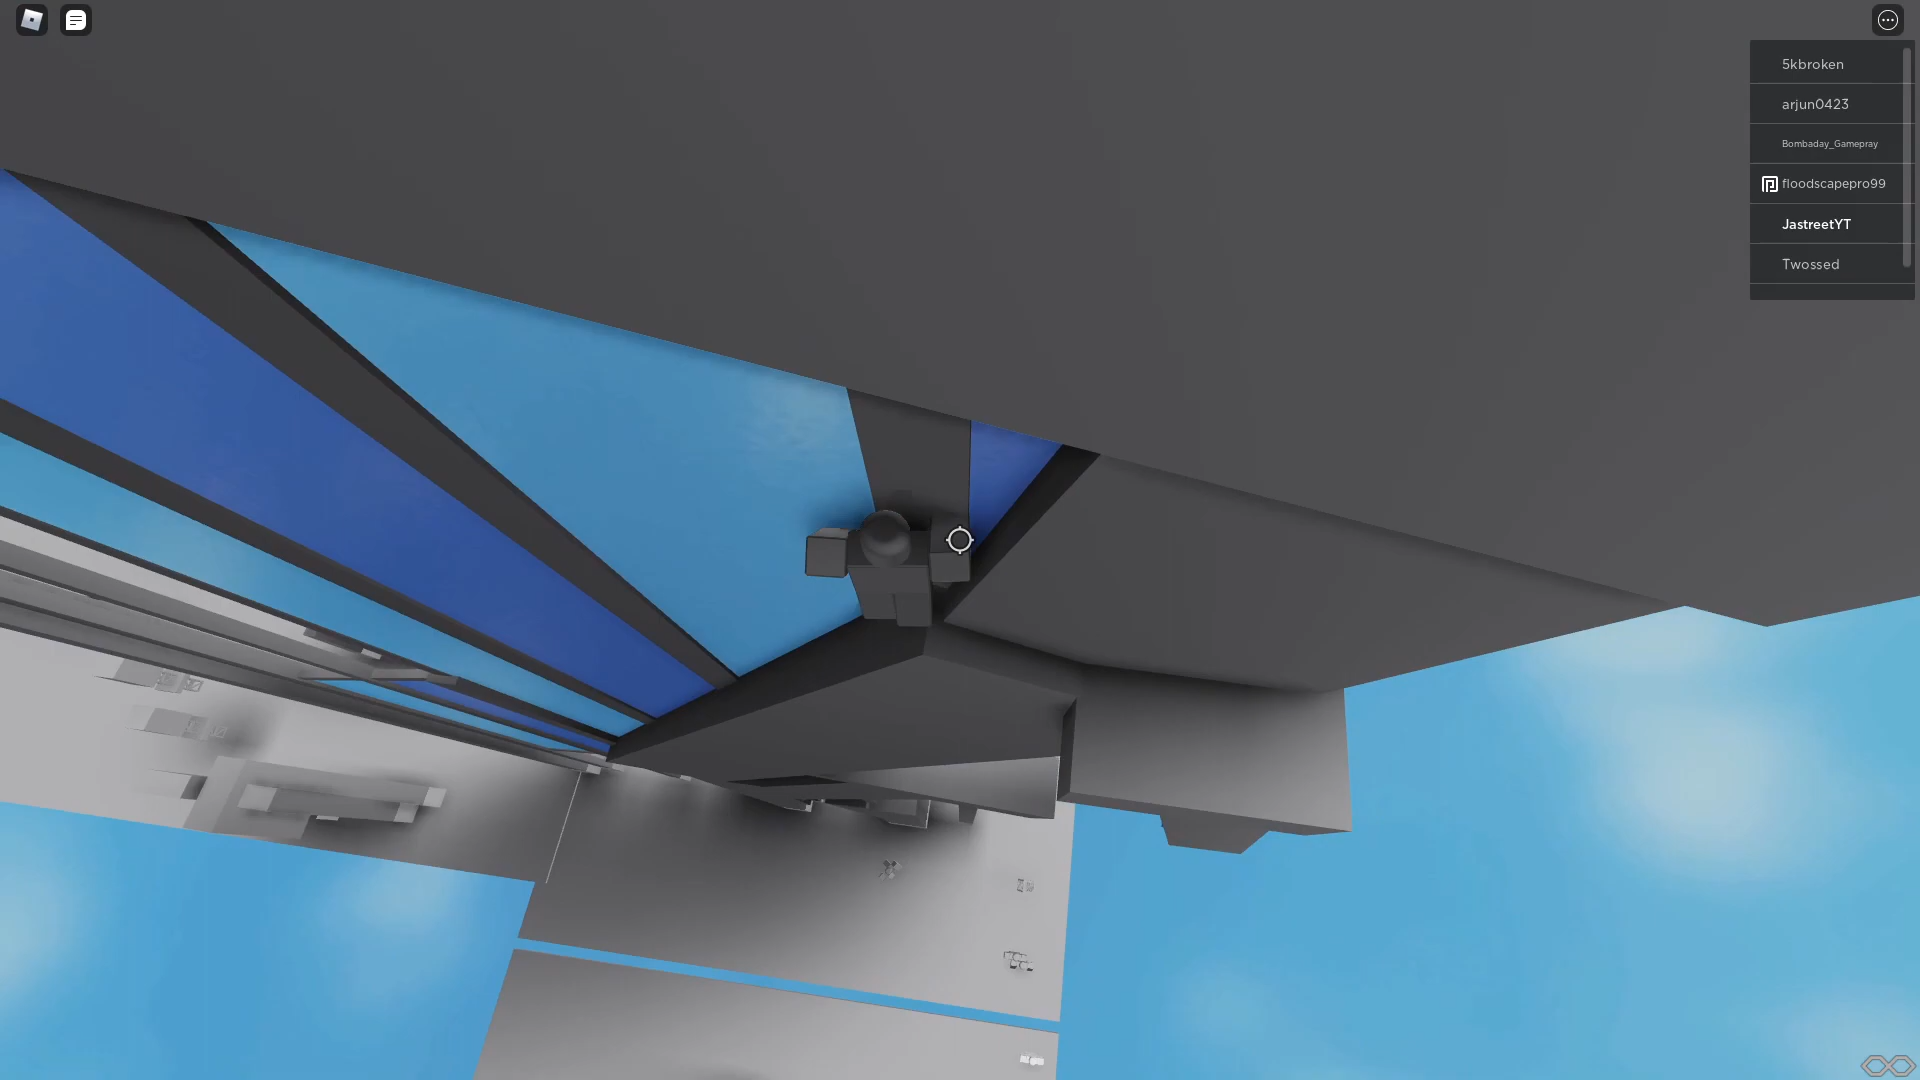 5kbroken
arjun0423
Bombaday_Gamepray
floodscapepro99
JastreetYT
Twossed